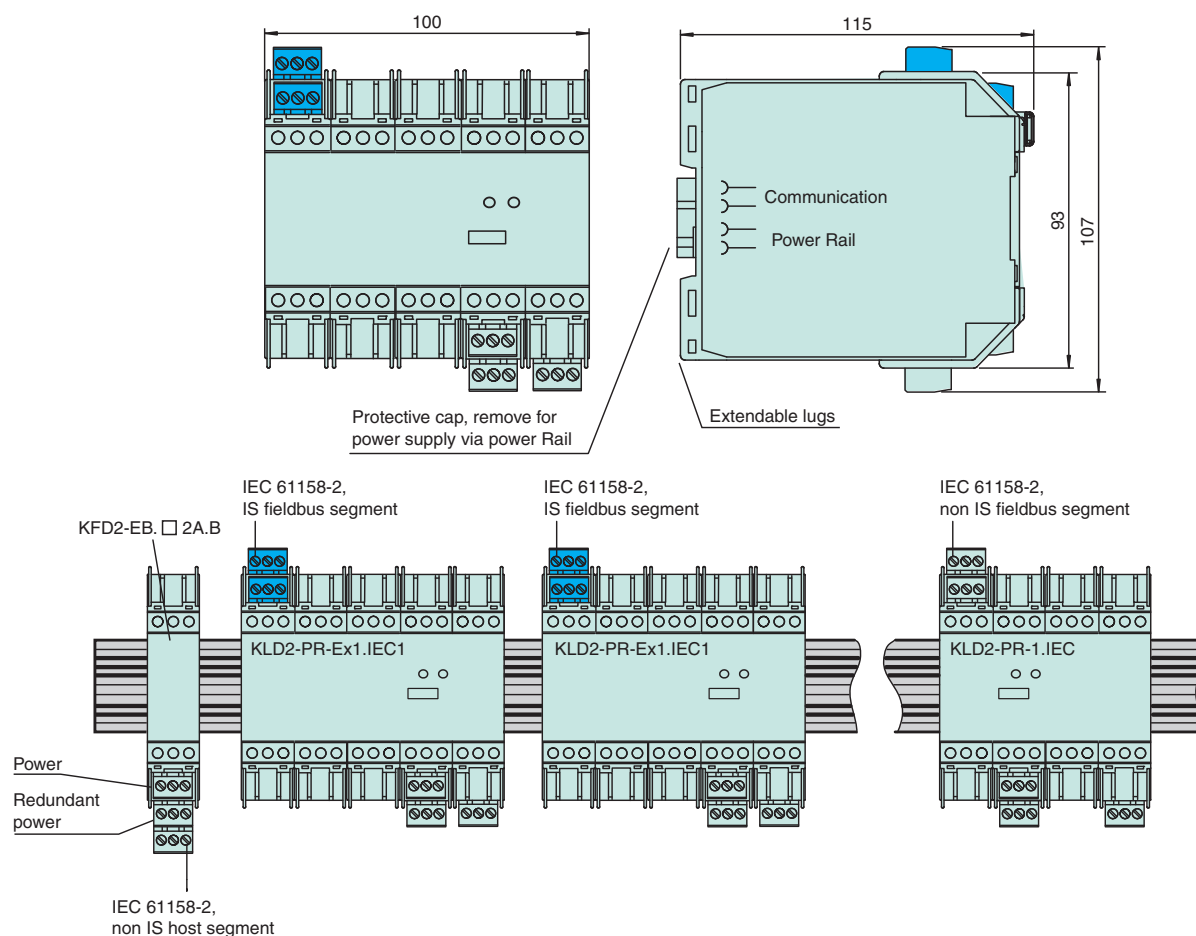 100
115
Communication
Power Rail
93
107
Protective cap, remove for
power supply via power Rail
Extendable lugs
KFD2-EB. □ 2A.B
IEC 61158-2,
IS fieldbus segment
IEC 61158-2,
IS fieldbus segment
IEC 61158-2,
non IS fieldbus segment
KLD2-PR-Ex1.IEC1
KLD2-PR-Ex1.IEC1
KLD2-PR-1.IEC
Power
Redundant
power
IEC 61158-2,
non IS host segment